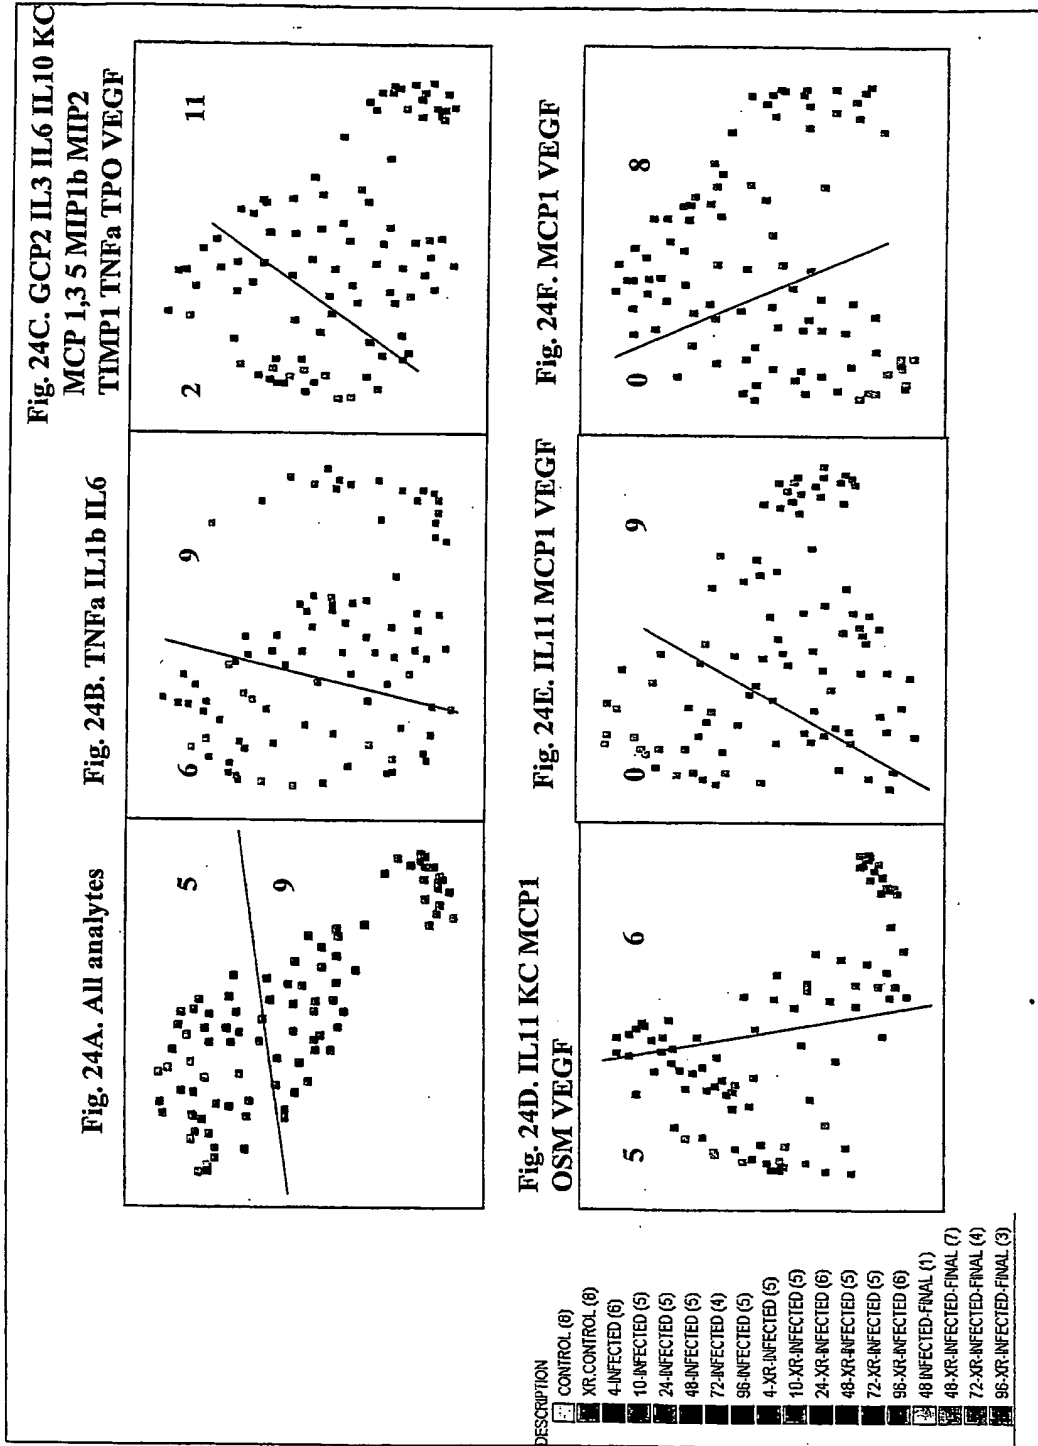 Fig. 24A. All analytes
5
9
Fig. 24B. TNFa IL1b IL6
6
9
Fig. 24C. GCP2 IL3 IL6 IL10 KC
MCP 1,3 5 MIP1b MIP2
TIMP1 TNFa TPO VEGF
2
11
Fig. 24D. IL11 KC MCP1
OSM VEGF
5
6
Fig. 24E. IL11 MCP1 VEGF
0
9
Fig. 24F. MCP1 VEGF
0
8
DESCRIPTION
CONTROL (8)
XR.CONTROL (8)
4-INFECTED (6)
10-INFECTED (5)
24-INFECTED (5)
48-INFECTED (5)
72-INFECTED (4)
96-INFECTED (5)
4-XR-INFECTED (5)
10-XR-INFECTED (5)
24-XR-INFECTED (6)
48-XR-INFECTED (5)
72-XR-INFECTED (5)
96-XR-INFECTED (6)
48 INFECTED-FINAL (1)
48-XR-INFECTED-FINAL (7)
72-XR-INFECTED-FINAL (4)
96-XR-INFECTED-FINAL (3)